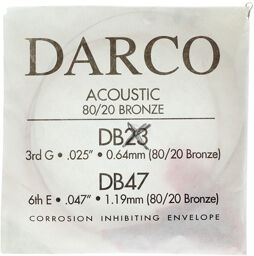 DARCO
ACOUSTIC
80/20 BRONZE
DB23
3rd G • .025" • 0.64mm (80/20 Bronze)
DB47
6th E • .047" • 1.19mm (80/20 Bronze)
CORROSION INHIBITING ENVELOPE